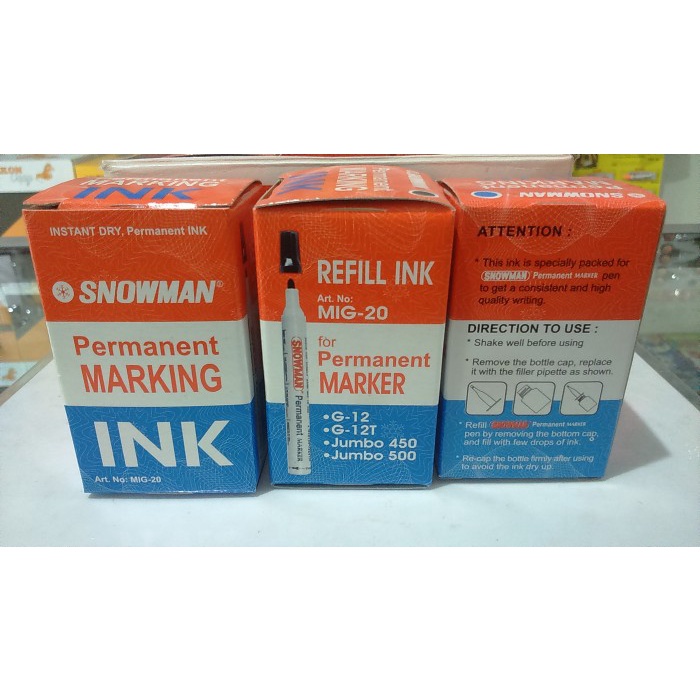 MARKING
INK
INSTANT DRY, Permanent INK
SNOWMAN®
Permanent
MARKING
INK
Art. No: MIG-20
Permanent
MARKING
INK
REFILL INK
Art. No:
MIG-20
for
Permanent
MARKER
•G-12
•G-12T
•Jumbo 450
•Jumbo 500
SNOWMAN Permanent MARKER
SNOWMAN
ATTENTION :
* This ink is specially packed for
SNOWMAN Permanent MARKER pen
to get a consistent and high
quality writing.
DIRECTION TO USE :
* Shake well before using
* Remove the bottle cap, replace
it with the filler pipette as shown.
* Refill SNOWMAN Permanent MARKER
pen by removing the bottom cap,
and fill with few drops of ink.
* Re-cap the bottle firmly after using
to avoid the ink dry up.